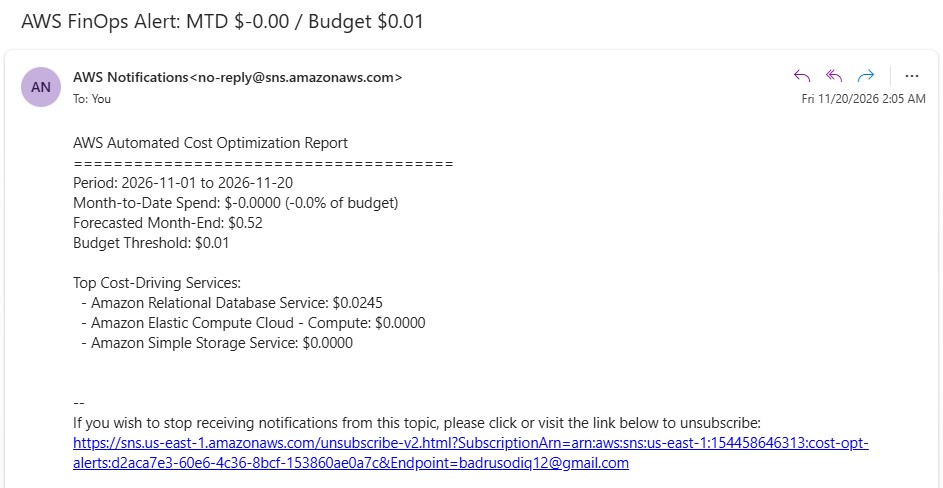 AWS FinOps Alert: MTD $-0.00 / Budget $0.01
AN
AWS Notifications<no-reply@sns.amazonaws.com>
To: You
Fri 11/20/2026 2:05 AM
AWS Automated Cost Optimization Report
======================================
Period: 2026-11-01 to 2026-11-20
Month-to-Date Spend: $-0.0000 (-0.0% of budget)
Forecasted Month-End: $0.52
Budget Threshold: $0.01
Top Cost-Driving Services:
- Amazon Relational Database Service: $0.0245
- Amazon Elastic Compute Cloud - Compute: $0.0000
- Amazon Simple Storage Service: $0.0000
--
If you wish to stop receiving notifications from this topic, please click or visit the link below to unsubscribe:
https://sns.us-east-1.amazonaws.com/unsubscribe-v2.html?SubscriptionArn=arn:aws:sns:us-east-1:154458646313:cost-opt-
alerts:d2aca7e3-60e6-4c36-8bcf-153860ae0a7c&Endpoint=badrusodiq12@gmail.com